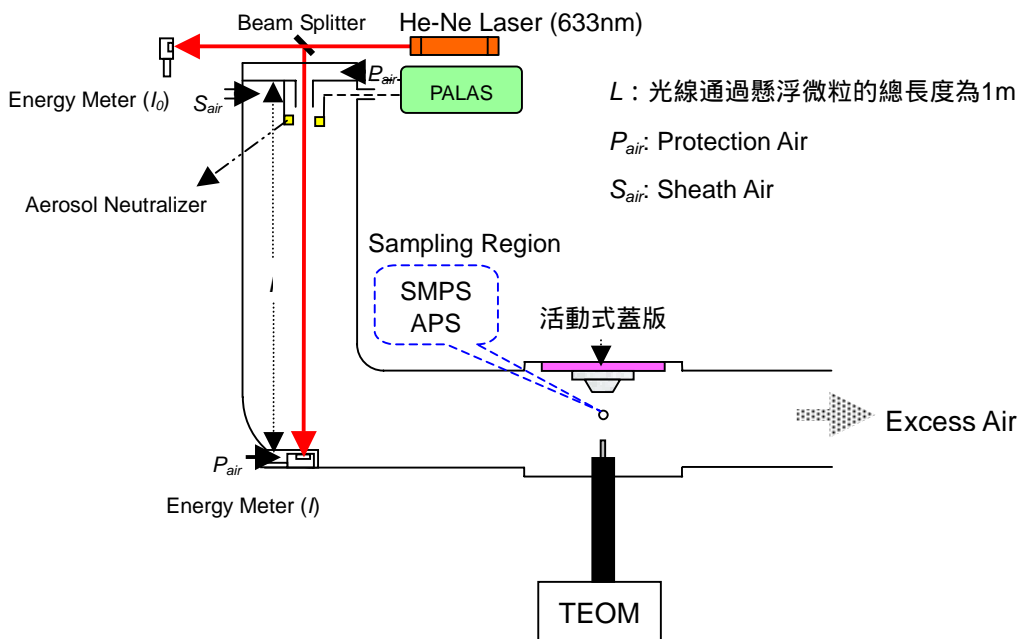 Beam Splitter
He-Ne Laser (633nm)
Energy Meter (I0)
Sair
Pair
PALAS
L：光線通過懸浮微粒的總長度為1m
Pair: Protection Air
Sair: Sheath Air
Aerosol Neutralizer
Sampling Region
SMPS
APS
活動式蓋版
Excess Air
Pair
Energy Meter (I)
TEOM